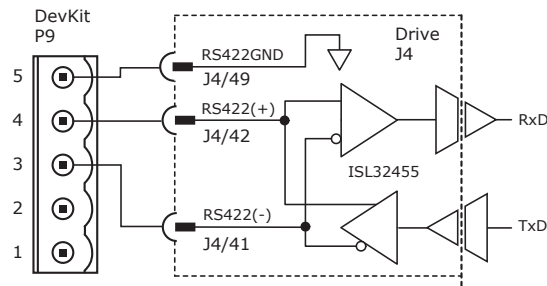 DevKit
P9
Drive
J4
5
RS422GND
J4/49
4
RS422(+)
J4/42
RxD
3
ISL32455
2
RS422(-)
TxD
1
J4/41